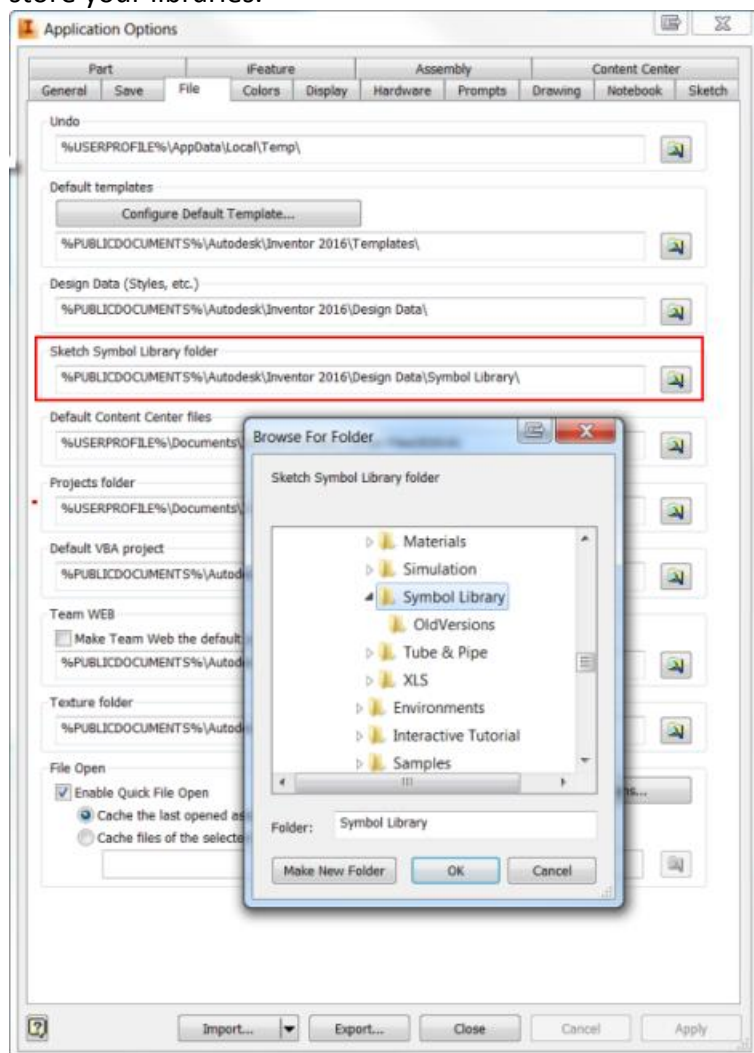 store your libraries.
Application Options
Part iFeature Assembly Content Center
General Save File Colors Display Hardware Prompts Drawing Notebook Sketch
Undo
%USERPROFILE%\AppData\Local\Temp\
Default templates
Configure Default Template...
%PUBLICDOCUMENTS%\Autodesk\Inventor 2016\Templates\
Design Data (Styles, etc.)
%PUBLICDOCUMENTS%\Autodesk\Inventor 2016\Design Data\
Sketch Symbol Library folder
%PUBLICDOCUMENTS%\Autodesk\Inventor 2016\Design Data\Symbol Library\
Default Content Center files
%USERPROFILE%\Documents\
Projects folder
%USERPROFILE%\Documents\
Default VBA project
%PUBLICDOCUMENTS%\Autod
Team WEB
Make Team Web the default
%PUBLICDOCUMENTS%\Autod
Texture folder
%PUBLICDOCUMENTS%\Autod
File Open
Enable Quick File Open
Cache the last opened as
Cache files of the selecte
Browse For Folder
Sketch Symbol Library folder
Materials
Simulation
Symbol Library
OldVersions
Tube & Pipe
XLS
Environments
Interactive Tutorial
Samples
Folder: Symbol Library
Make New Folder OK Cancel
Import... Export... Close Cancel Apply